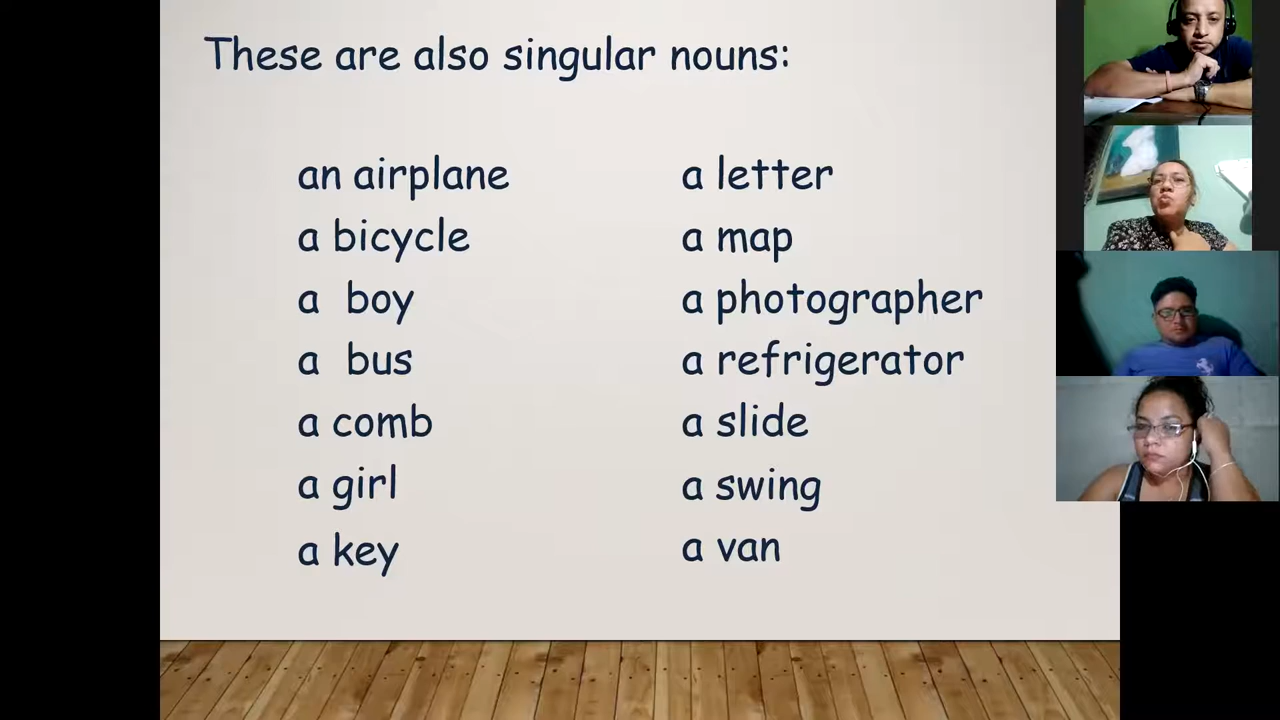 These are also singular nouns:
an airplane
a bicycle
a boy
a bus
a comb
a girl
a key
a letter
a map
a photographer
a refrigerator
a slide
a swing
a van